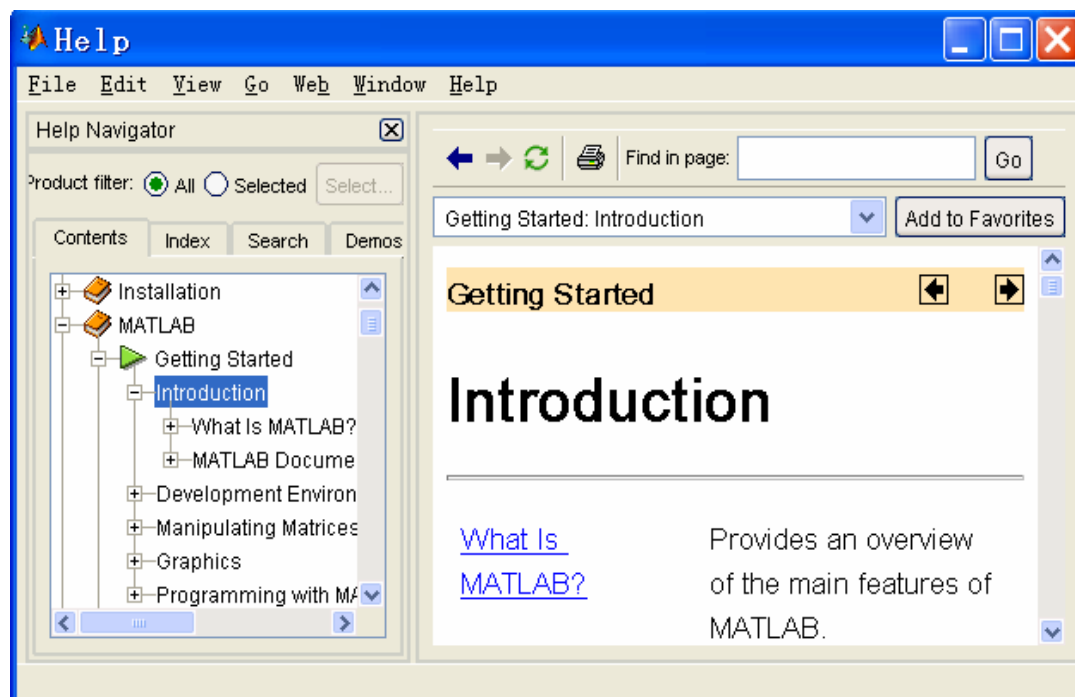 Help
File Edit View Go Web Window Help
Help Navigator
Product filter: All Selected Select...
Contents Index Search Demos
Installation
MATLAB
Getting Started
Introduction
What Is MATLAB?
MATLAB Docume
Development Environ
Manipulating Matrices
Graphics
Programming with MA
Find in page: Go
Getting Started: Introduction Add to Favorites
Getting Started
Introduction
What Is
MATLAB?
Provides an overview
of the main features of
MATLAB.